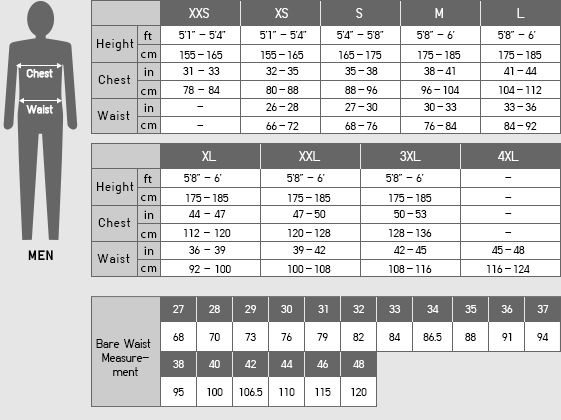 Chest
Waist
MEN
XXS XS S M L
Height ft 5'1" – 5'4" 5'1" – 5'4" 5'4" – 5'8" 5'8" – 6' 5'8" – 6'
cm 155 – 165 155 – 165 165 – 175 175 – 185 175 – 185
Chest in 31 – 33 32 – 35 35 – 38 38 – 41 41 – 44
cm 78 – 84 80 – 88 88 – 96 96 – 104 104 – 112
Waist in – 26 – 28 27 – 30 30 – 33 33 – 36
cm – 66 – 72 68 – 76 76 – 84 84 – 92
XL XXL 3XL 4XL
Height ft 5'8" – 6' 5'8" – 6' 5'8" – 6' –
cm 175 – 185 175 – 185 175 – 185 –
Chest in 44 – 47 47 – 50 50 – 53 –
cm 112 – 120 120 – 128 128 – 136 –
Waist in 36 – 39 39 – 42 42 – 45 45 – 48
cm 92 – 100 100 – 108 108 – 116 116 – 124
Bare Waist
Measure-
ment
27 28 29 30 31 32 33 34 35 36 37
68 70 73 76 79 82 84 86.5 88 91 94
38 40 42 44 46 48
95 100 106.5 110 115 120